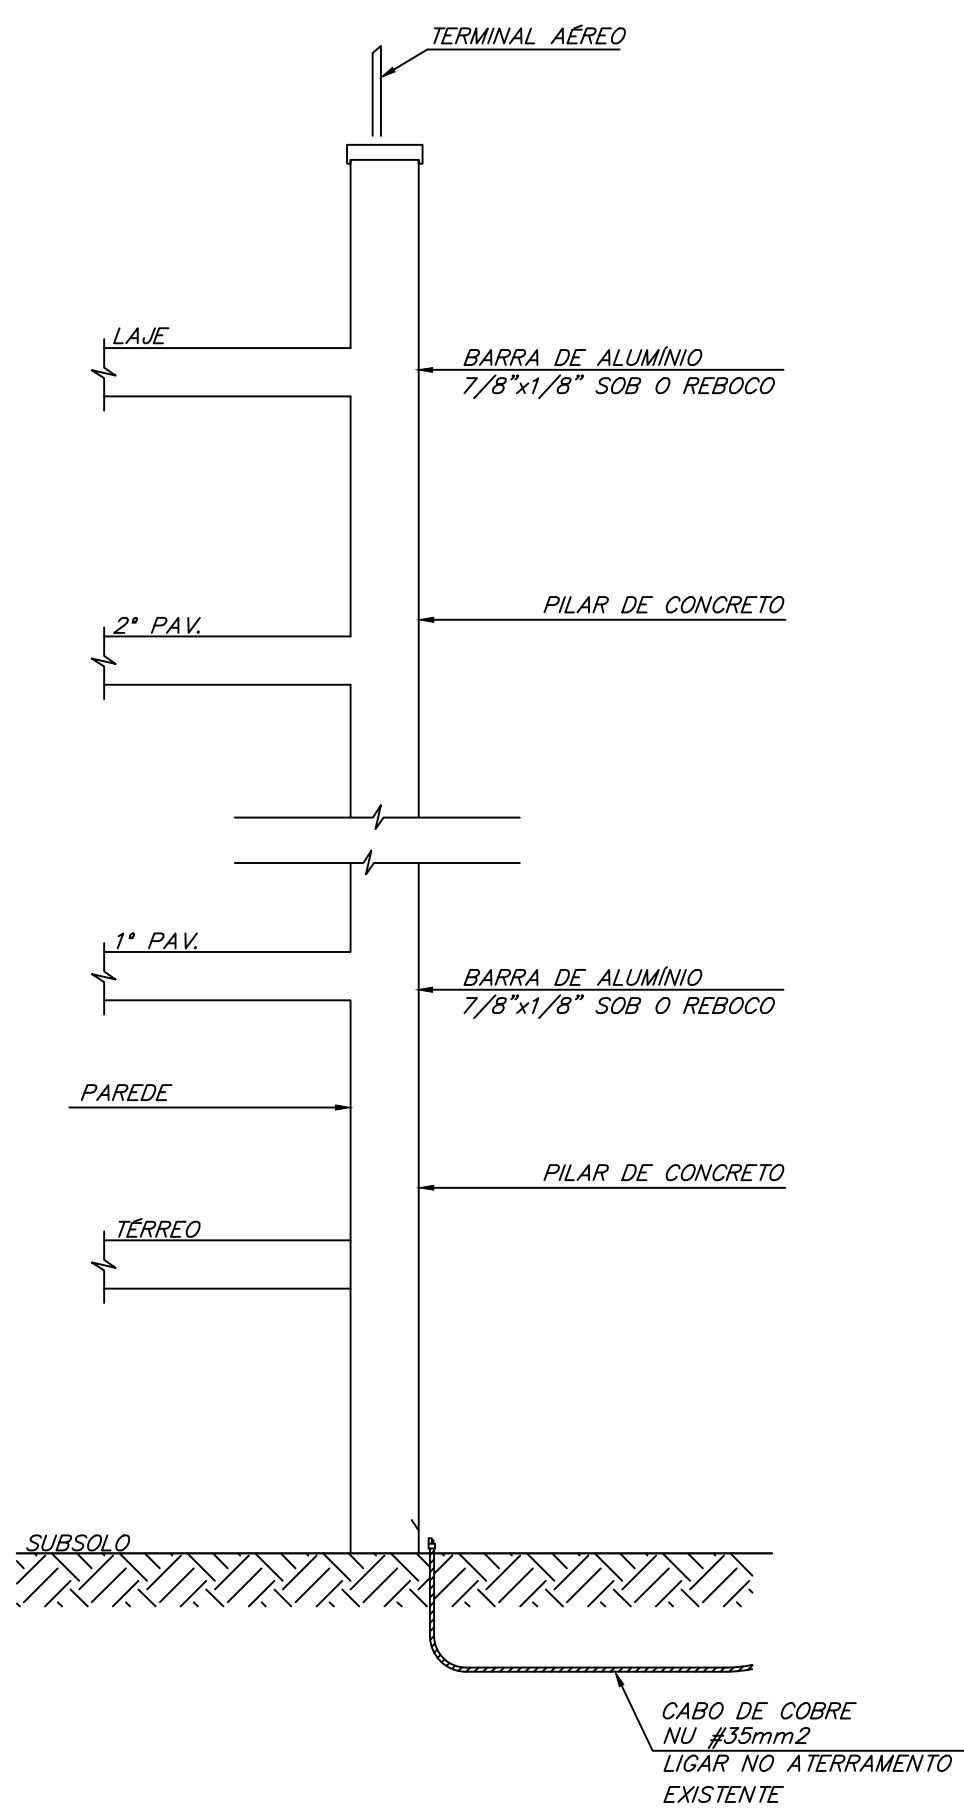 TERMINAL AÉREO
LAJE
BARRA DE ALUMÍNIO
7/8"x1/8" SOB O REBOCO
PILAR DE CONCRETO
2ª PAV.
1ª PAV.
BARRA DE ALUMÍNIO
7/8"x1/8" SOB O REBOCO
PAREDE
PILAR DE CONCRETO
TÉRREO
SUBSOLO
CABO DE COBRE
NU #35mm2
LIGAR NO ATERRAMENTO
EXISTENTE